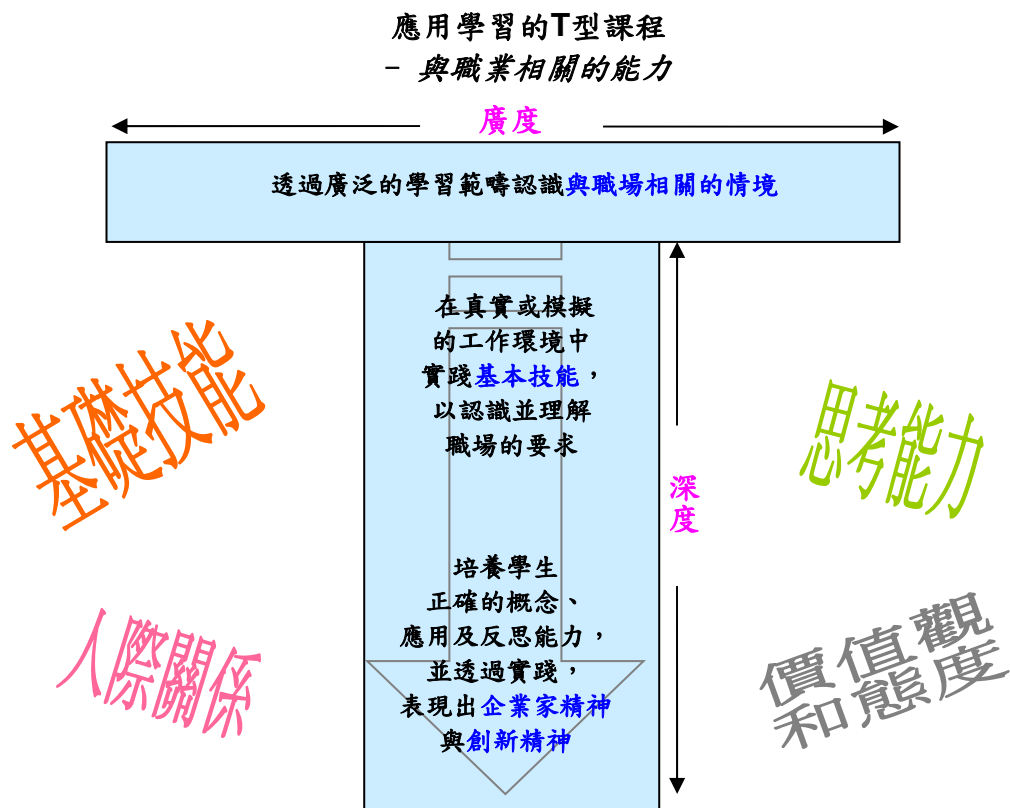 應用學習的T型課程
- 與職業相關的能力
廣度
透過廣泛的學習範疇認識與職場相關的情境
在真實或模擬
的工作環境中
實踐基本技能，
以認識並理解
職場的要求
基礎技能
思考能力
深度
培養學生
正確的概念、
應用及反思能力，
並透過實踐，
表現出企業家精神
與創新精神
人際關係
價值觀
和態度